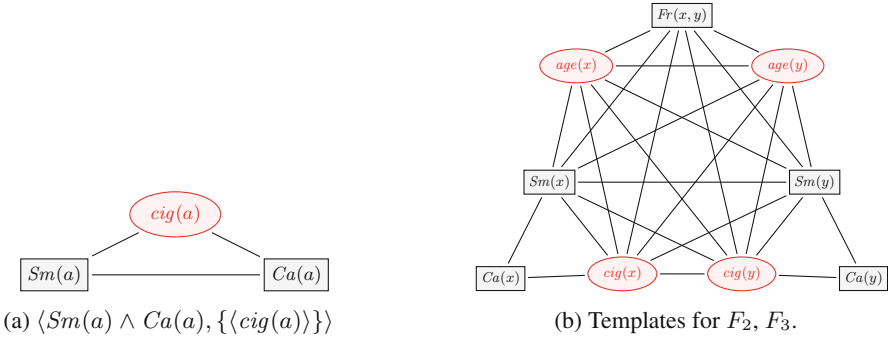 Fr(x, y)
age(x) age(y)
Sm(x) Sm(y)
cig(a)
Sm(a) Ca(a)
Ca(x) cig(x) cig(y) Ca(y)
(a) ⟨Sm(a) ∧ Ca(a), {⟨cig(a)⟩}⟩
(b) Templates for F₂, F₃.